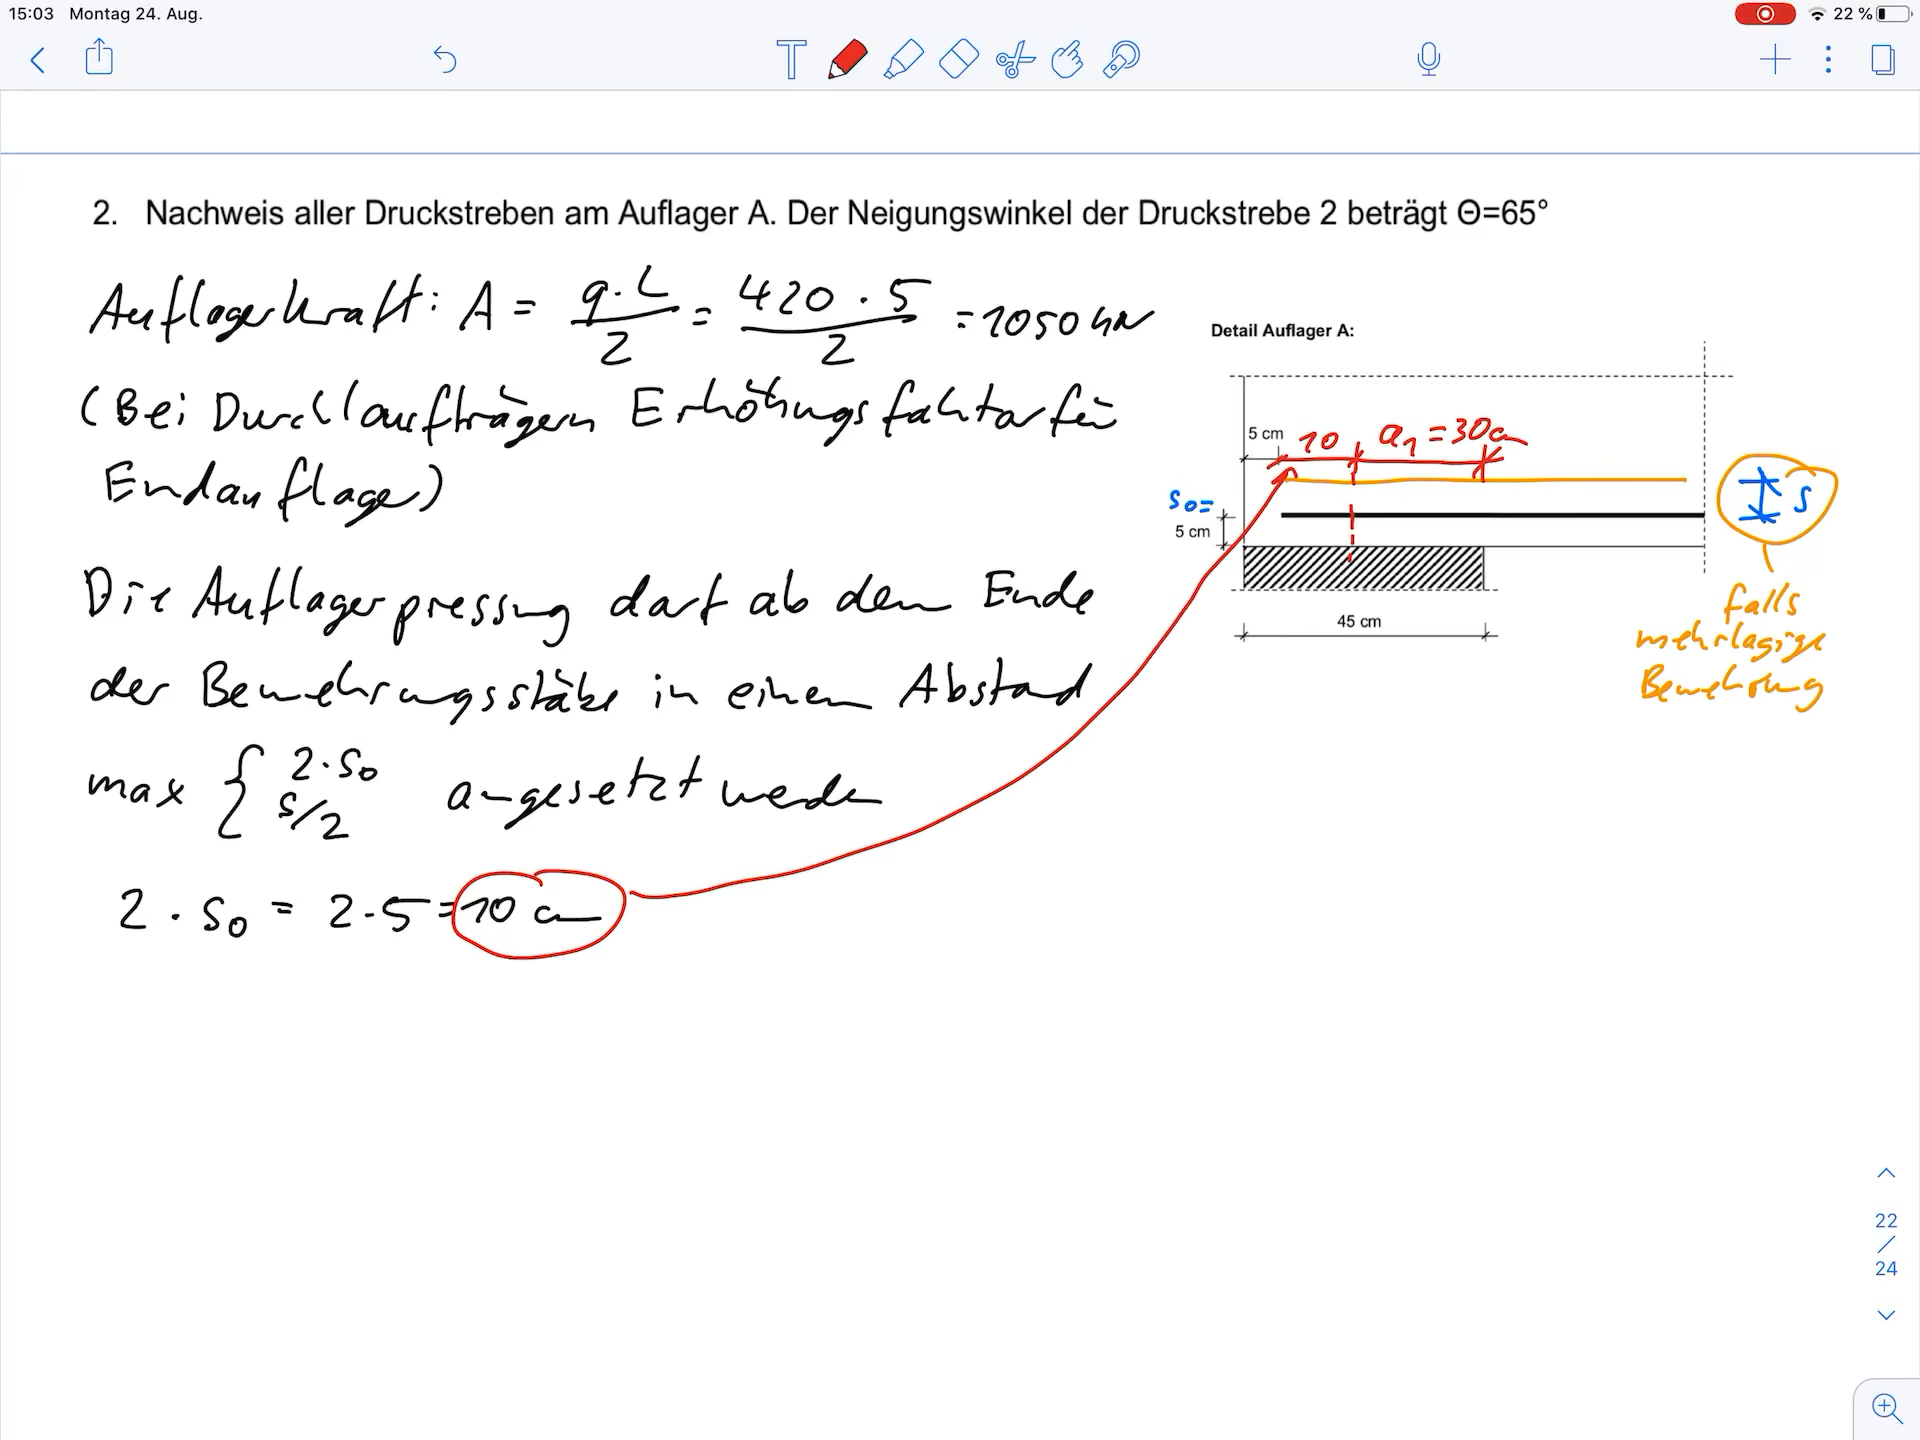 15:03 Montag 24. Aug.
22 %
2. Nachweis aller Druckstreben am Auflager A. Der Neigungswinkel der Druckstrebe 2 beträgt Θ=65°
Auflagerkraft: A = q·L/2 = 420·5/2 = 1050 kN
(Bei Durchlaufträgern Erhöhungsfaktor für
Endauflager)
Die Auflagerpressung darf ab dem Ende
der Bewehrungsstäbe in einem Abstand
max { 2·s₀
s/2 angesetzt werden
2 · s₀ = 2·5 = 10 cm
Detail Auflager A:
5 cm
10
a₁ = 30cm
s₀=
5 cm
45 cm
s
falls
mehrlagige
Bewehrung
22
/
24